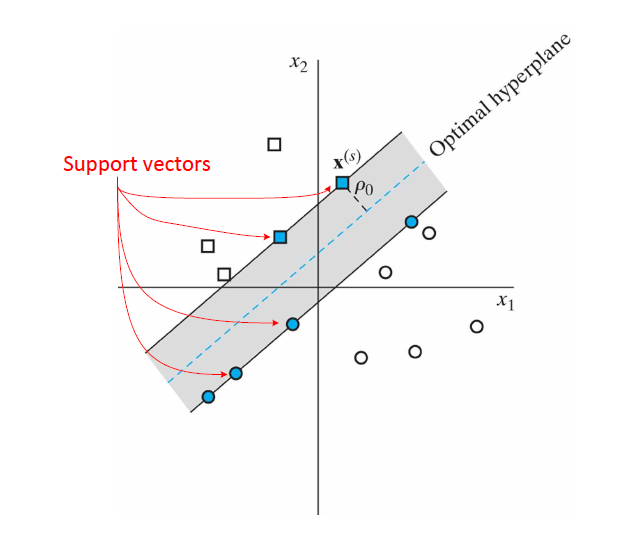 x₂
Optimal hyperplane
Support vectors
x⁽ˢ⁾
ρ₀
x₁